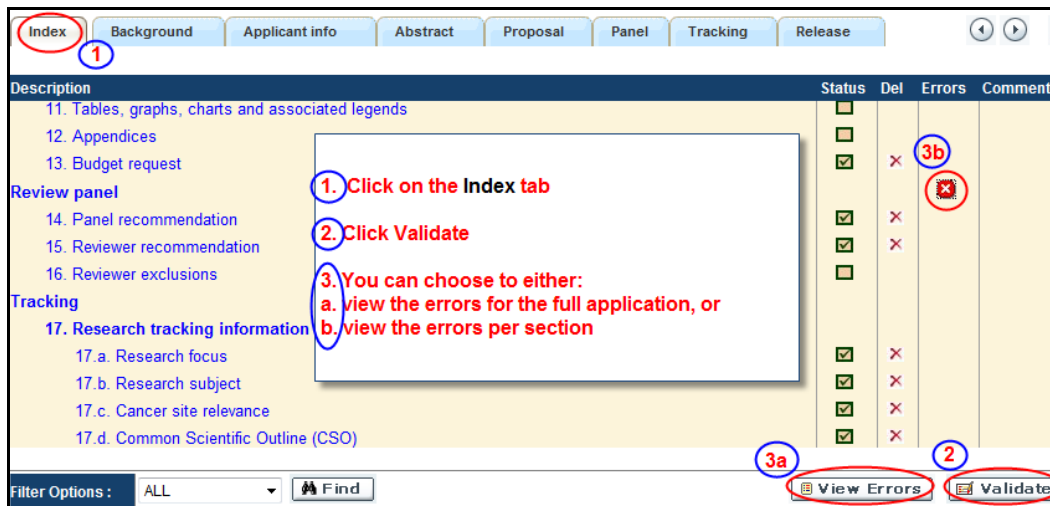 Index Background Applicant info Abstract Proposal Panel Tracking Release
1
Description Status Del Errors Comment
11. Tables, graphs, charts and associated legends
12. Appendices
13. Budget request
3b
Review panel
14. Panel recommendation
15. Reviewer recommendation
16. Reviewer exclusions
Tracking
17. Research tracking information
17.a. Research focus
17.b. Research subject
17.c. Cancer site relevance
17.d. Common Scientific Outline (CSO)
1. Click on the Index tab
2. Click Validate
3. You can choose to either:
a. view the errors for the full application, or
b. view the errors per section
3a 2
Filter Options : ALL Find View Errors Validate